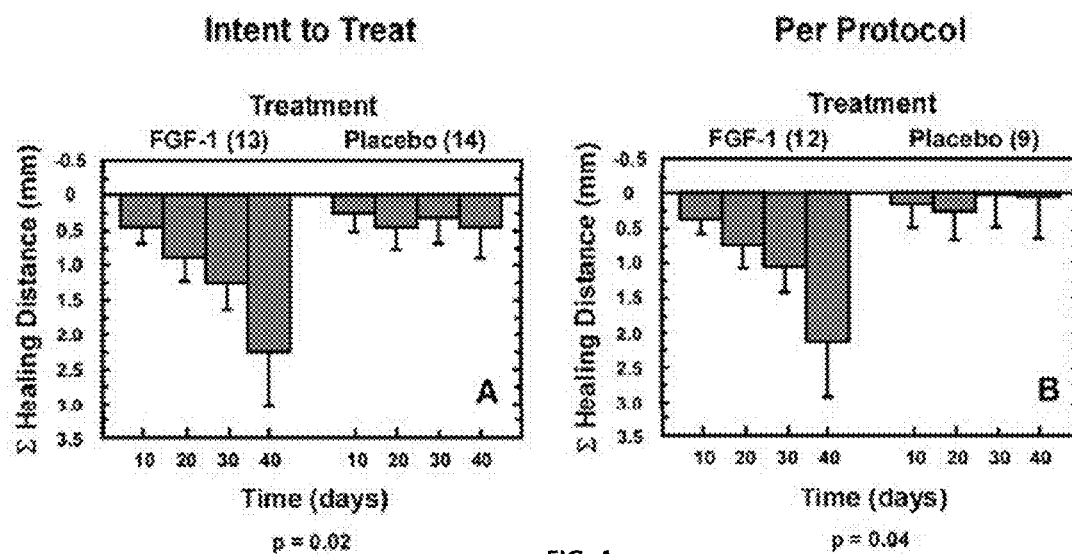 Intent to Treat
Per Protocol
Treatment
FGF-1 (13) Placebo (14)
Σ Healing Distance (mm)
-0.5
0
0.5
1.0
1.5
2.0
2.5
3.0
3.5
A
10 20 30 40 10 20 30 40
Time (days)
p = 0.02
Treatment
FGF-1 (12) Placebo (9)
Σ Healing Distance (mm)
-0.5
0
0.5
1.0
1.5
2.0
2.5
3.0
3.5
B
10 20 30 40 10 20 30 40
Time (days)
p = 0.04